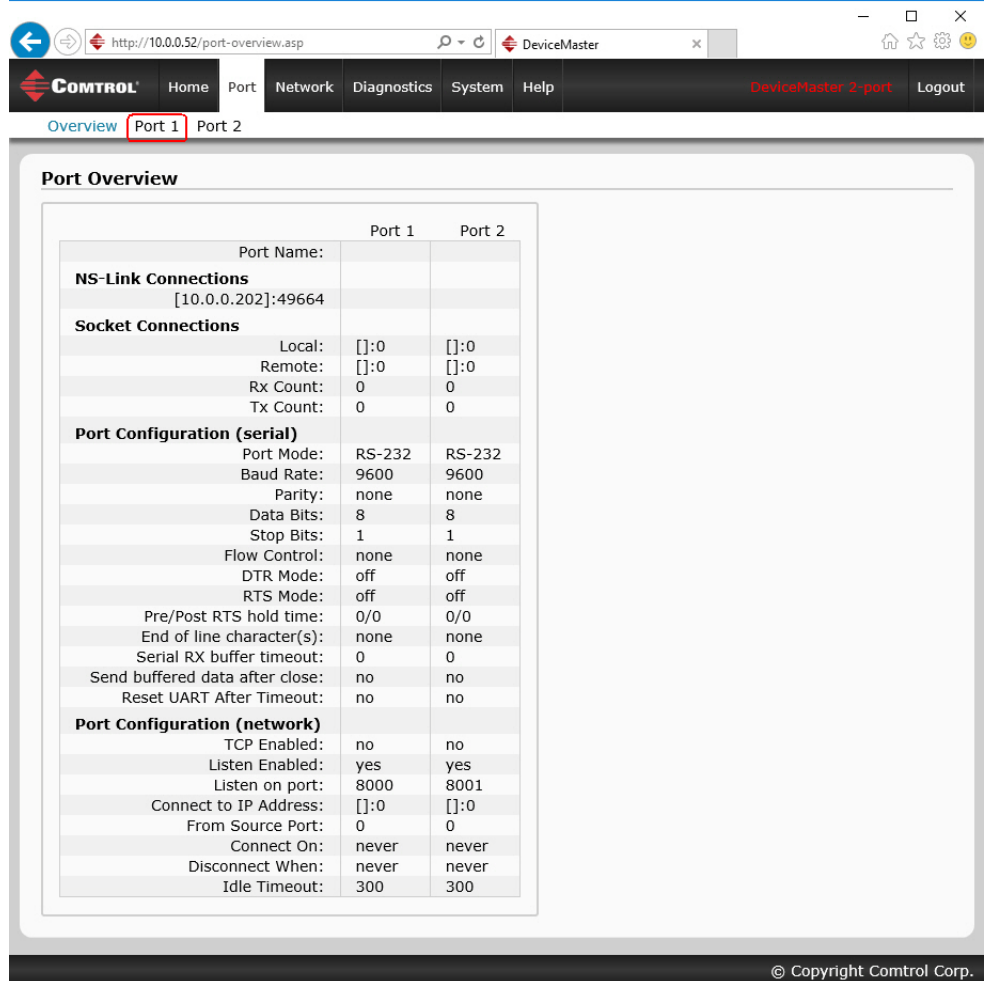 http://10.0.0.52/port-overview.asp
DeviceMaster
COMTROL Home Port Network Diagnostics System Help DeviceMaster 2-port Logout
Overview Port 1 Port 2
Port Overview
Port 1 Port 2
Port Name:
NS-Link Connections
[10.0.0.202]:49664
Socket Connections
Local: []:0 []:0
Remote: []:0 []:0
Rx Count: 0 0
Tx Count: 0 0
Port Configuration (serial)
Port Mode: RS-232 RS-232
Baud Rate: 9600 9600
Parity: none none
Data Bits: 8 8
Stop Bits: 1 1
Flow Control: none none
DTR Mode: off off
RTS Mode: off off
Pre/Post RTS hold time: 0/0 0/0
End of line character(s): none none
Serial RX buffer timeout: 0 0
Send buffered data after close: no no
Reset UART After Timeout: no no
Port Configuration (network)
TCP Enabled: no no
Listen Enabled: yes yes
Listen on port: 8000 8001
Connect to IP Address: []:0 []:0
From Source Port: 0 0
Connect On: never never
Disconnect When: never never
Idle Timeout: 300 300
© Copyright Comtrol Corp.